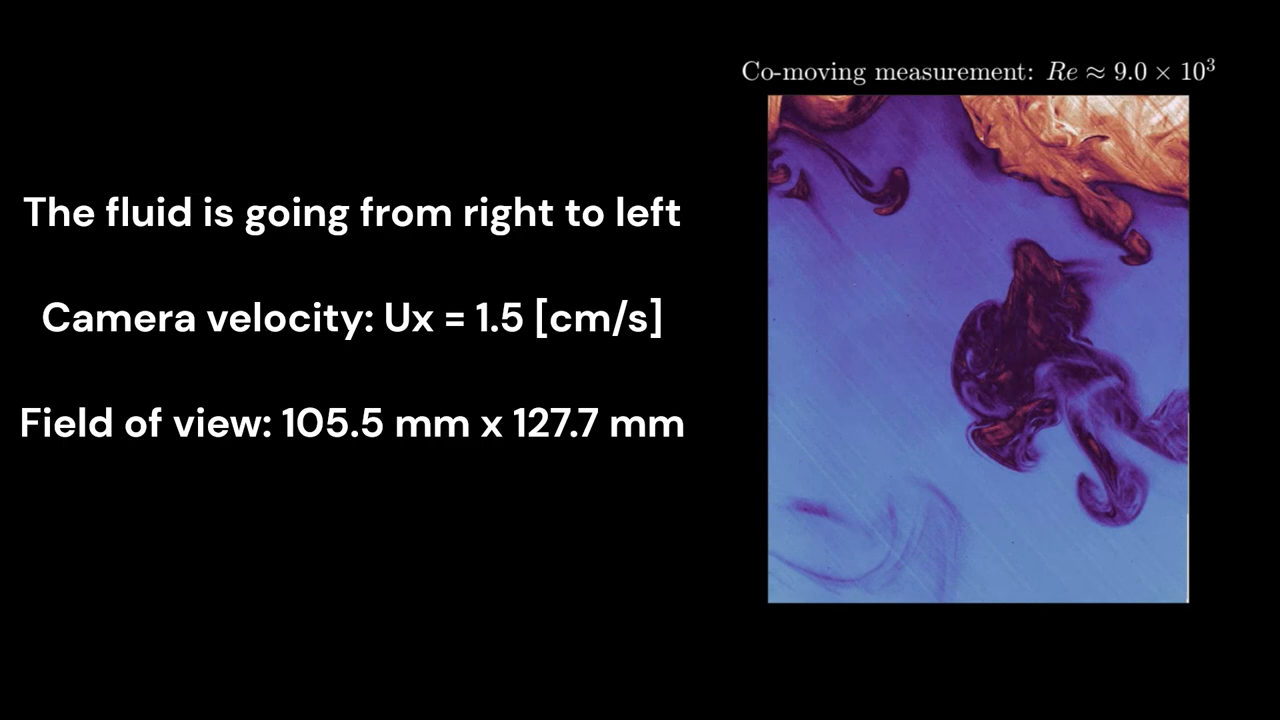 Co-moving measurement: Re ≈ 9.0 × 10³
The fluid is going from right to left
Camera velocity: Ux = 1.5 [cm/s]
Field of view: 105.5 mm x 127.7 mm